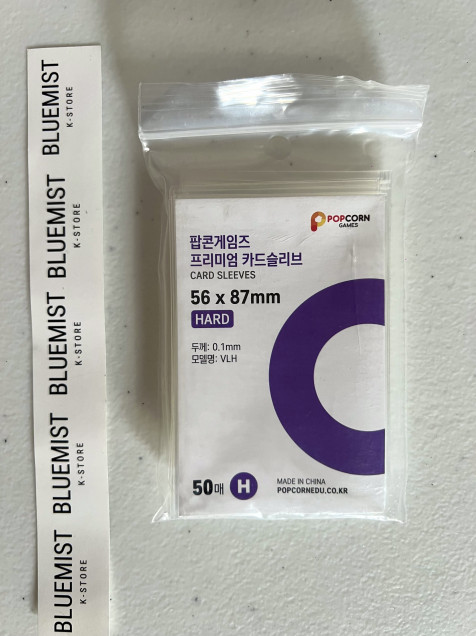 BLUEMIST
K-STORE
BLUEMIST
K-STORE
BLUEMIST
K-STORE
BLUEMIST
K-STORE
BLUEMIST
K-STORE
POPCORN
GAMES
팝콘게임즈
프리미엄 카드슬리브
CARD SLEEVES
56 x 87mm
HARD
두께: 0.1mm
모델명: VLH
50매 H
MADE IN CHINA
POPCORNEDU.CO.KR